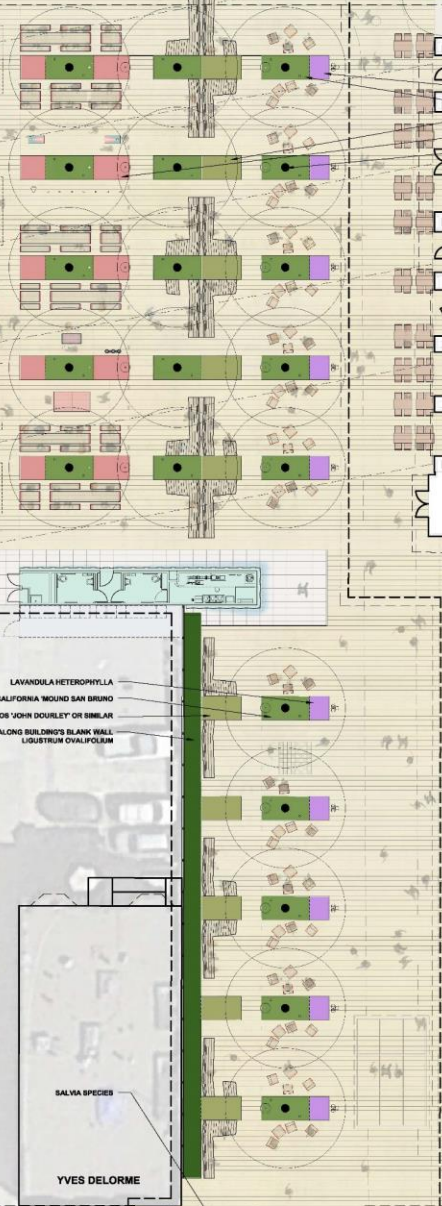 LAVANDULA HETEROPHYLLA
ALIFORNIA 'MOUND SAN BRUNO
OS 'JOHN DOURLEY' OR SIMILAR
ALONG BUILDING'S BLANK WALL
LIGUSTRUM OVALIFOLIUM
SALVIA SPECIES
YVES DELORME